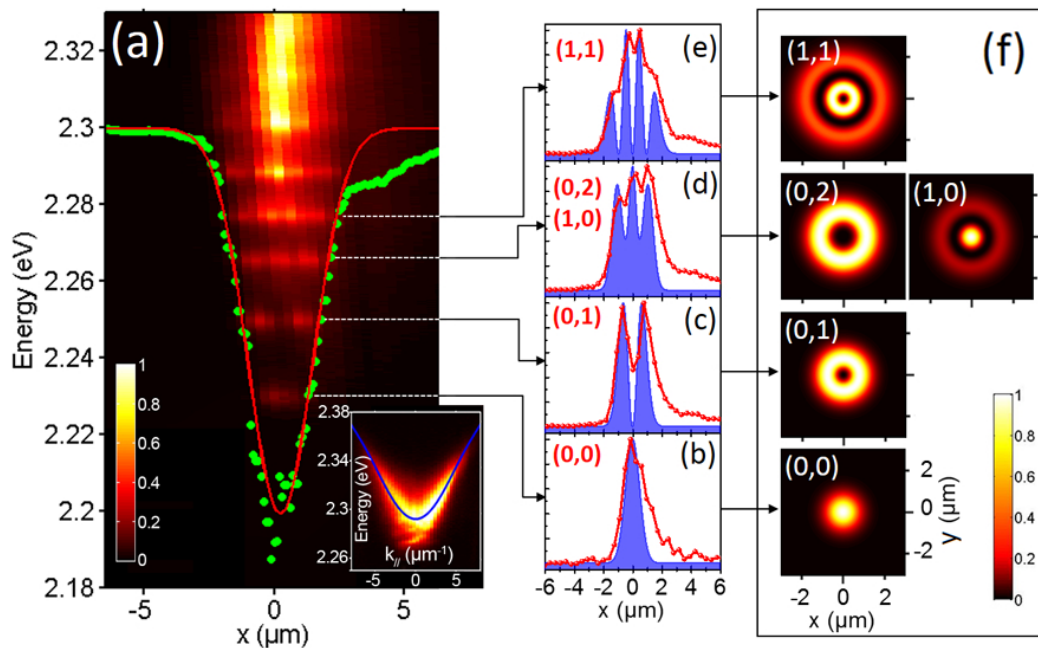 (a)
2.32
2.3
2.28
2.26
2.24
2.22
2.2
2.18
Energy (eV)
-5
0
5
x (µm)
1
0.8
0.6
0.4
0.2
0
2.38
2.34
2.3
2.26
Energy (eV)
k// (µm-1)
-5
0
5
(1,1)
(e)
(0,2)
(1,0)
(d)
(0,1)
(c)
(0,0)
(b)
-6 -4 -2 0 2 4 6
x (µm)
(f)
(1,1)
(0,2)
(1,0)
(0,1)
(0,0)
2
0
-2
y (µm)
-2 0 2
x (µm)
1
0.8
0.6
0.4
0.2
0